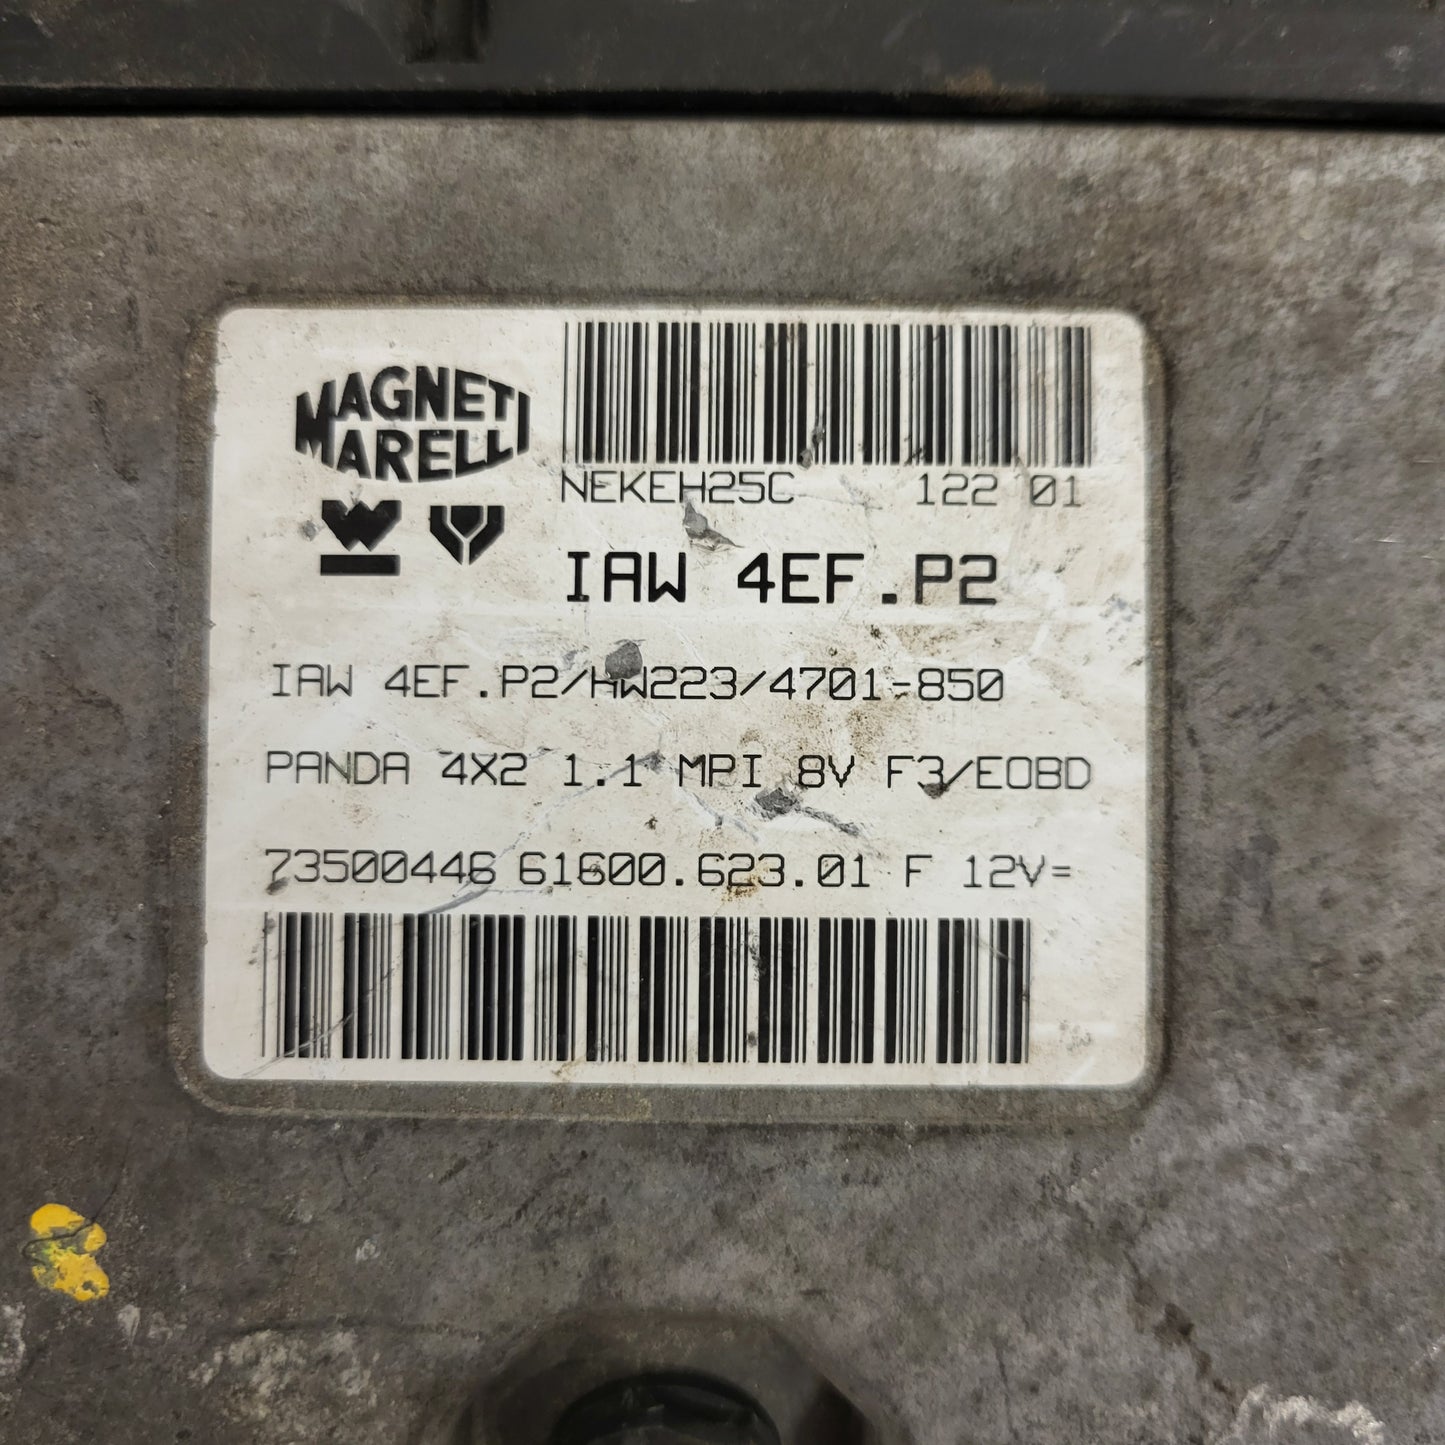 MAGNETI
MARELLI
NEKEH25C 122 01
IAW 4EF.P2
IAW 4EF.P2/HW223/4701-850
PANDA 4X2 1.1 MPI 8V F3/EOBD
73500446 61600.623.01 F 12V=